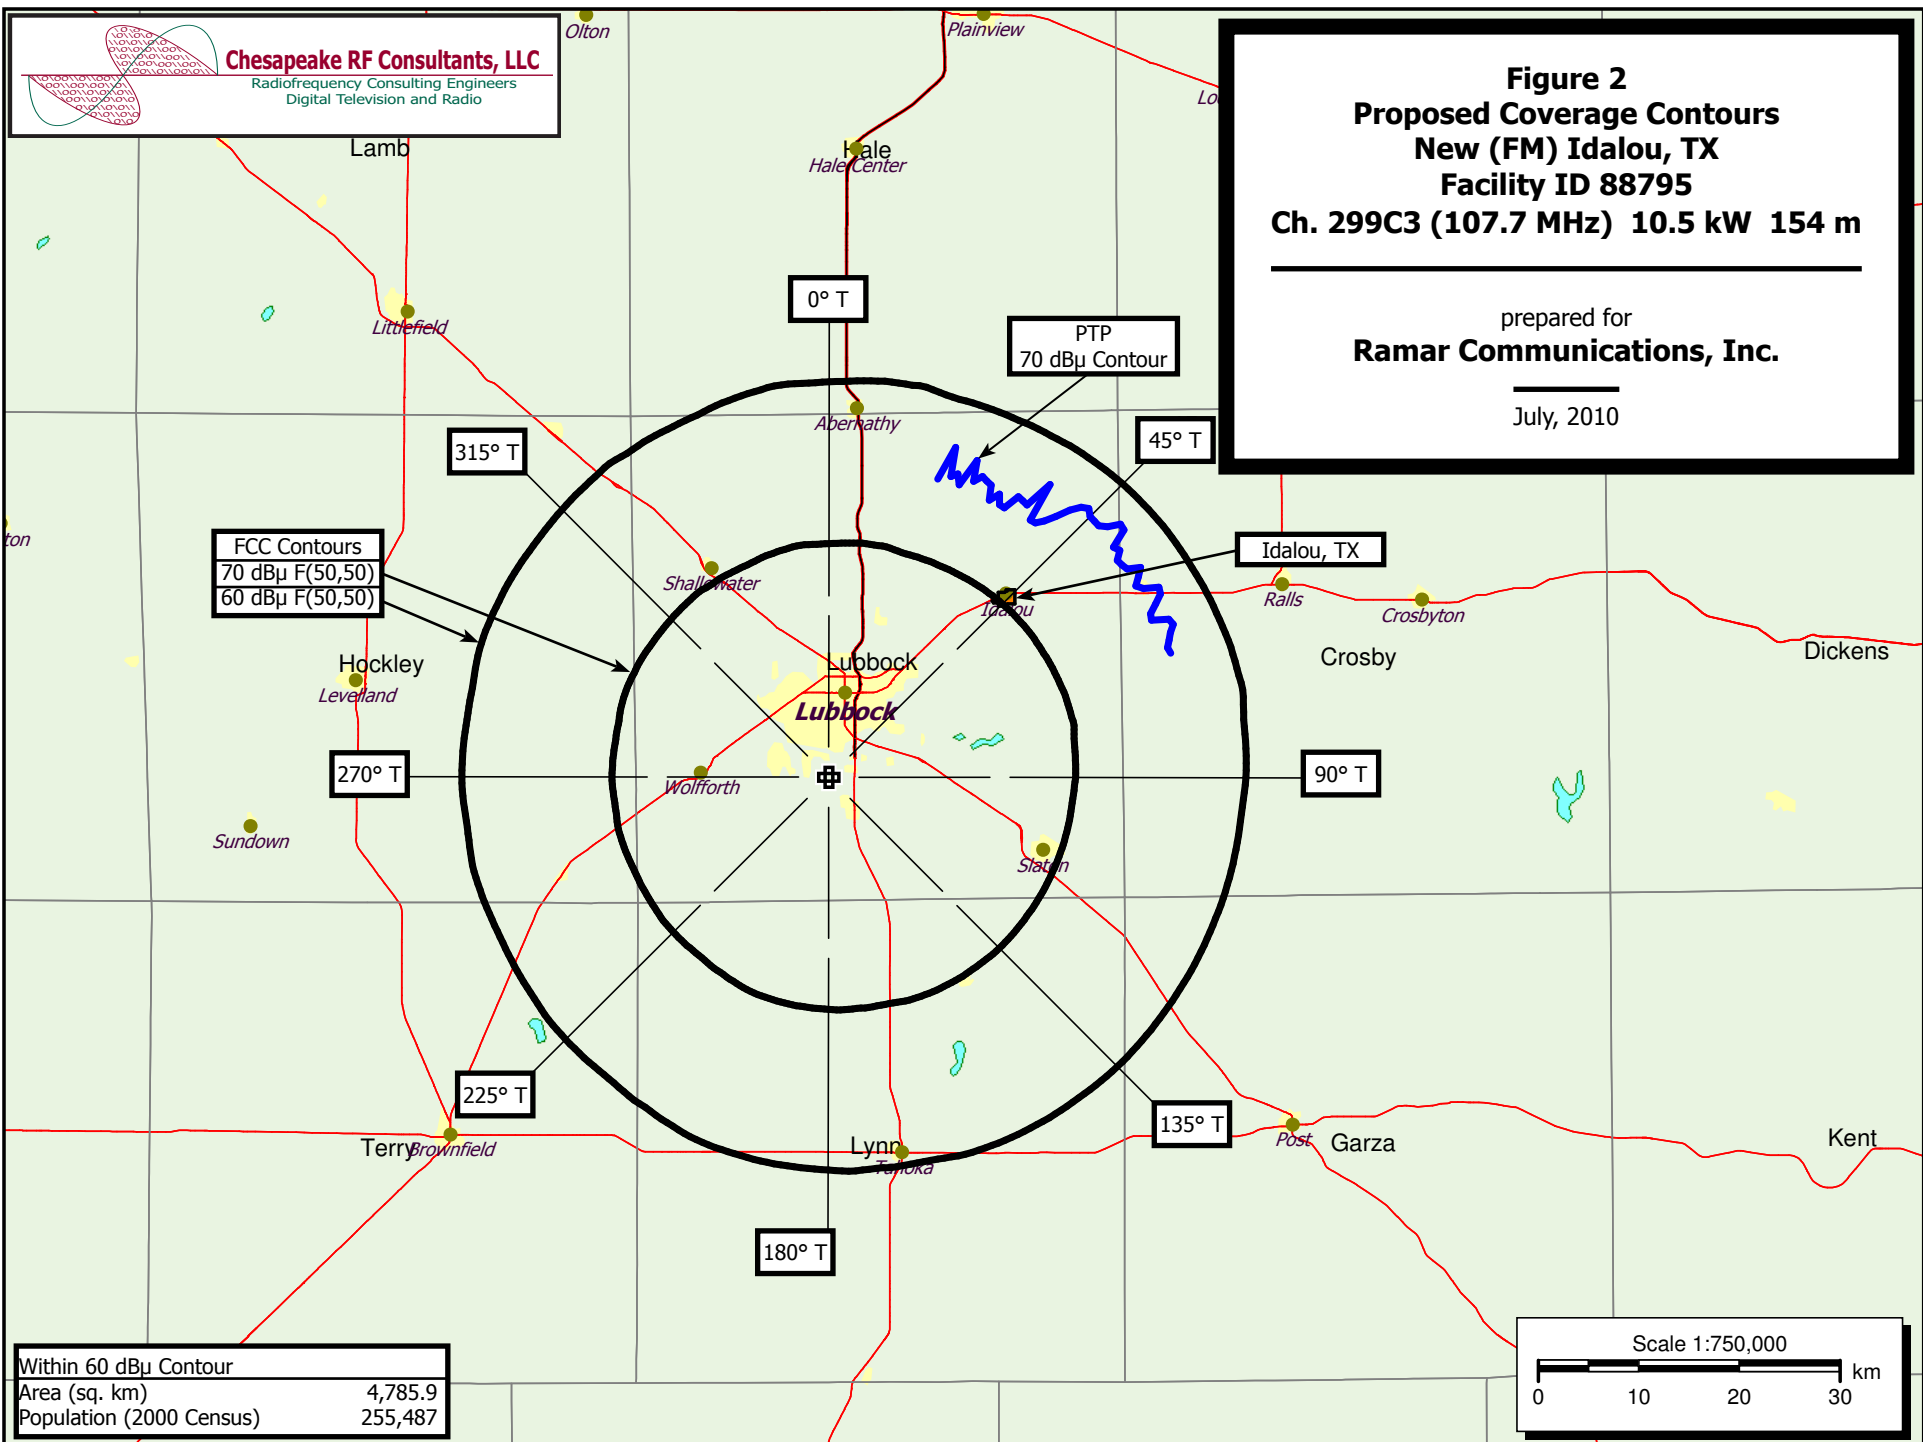 Chesapeake RF Consultants, LLC
Radiofrequency Consulting Engineers
Digital Television and Radio
Figure 2
Proposed Coverage Contours
New (FM) Idalou, TX
Facility ID 88795
Ch. 299C3 (107.7 MHz) 10.5 kW 154 m
prepared for
Ramar Communications, Inc.
July, 2010
Olton
Plainview
Lamb
Hale
Hale Center
Littlefield
0° T
PTP
70 dBµ Contour
Abernathy
45° T
315° T
FCC Contours
70 dBµ F(50,50)
60 dBµ F(50,50)
Idalou, TX
Shallowater
Idalou
Ralls
Crosbyton
Hockley
Levelland
Lubbock
Lubbock
Crosby
Dickens
270° T
Wolfforth
90° T
Sundown
Slaton
225° T
135° T
Terry
Brownfield
Lynn
Tahoka
Post
Garza
Kent
180° T
Within 60 dBµ Contour
Area (sq. km) 4,785.9
Population (2000 Census) 255,487
Scale 1:750,000
km
0 10 20 30